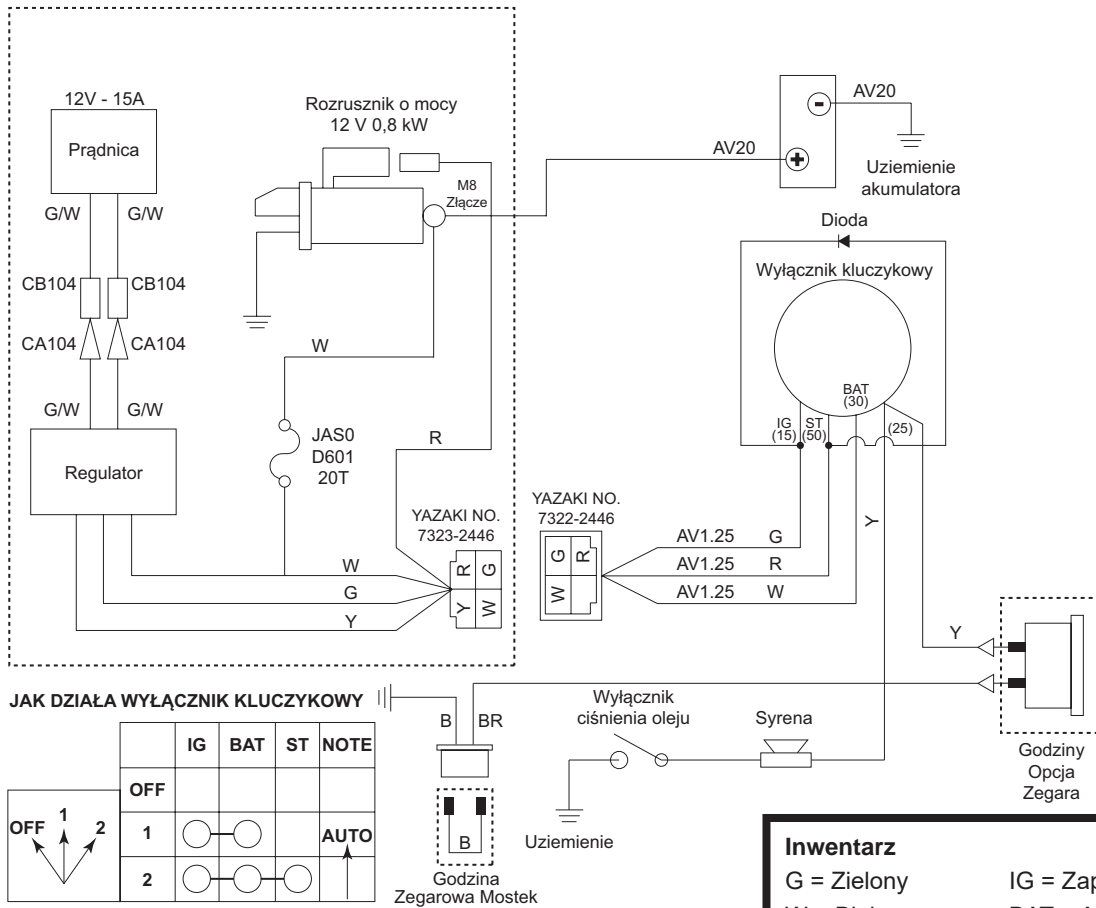 12V - 15A
Prądnica
G/W
G/W
CB104
CB104
CA104
CA104
G/W
G/W
Regulator
Rozrusznik o mocy
12 V 0,8 kW
M8
Złącze
W
JAS0
D601
20T
R
YAZAKI NO.
7323-2446
R
G
Y
W
W
G
Y
AV20
AV20
-
+
Uziemienie
akumulatora
Dioda
Wyłącznik kluczykowy
BAT
(30)
IG
(15)
ST
(50)
(25)
YAZAKI NO.
7322-2446
G
R
W
AV1.25 G
AV1.25 R
AV1.25 W
Y
Y
JAK DZIAŁA WYŁĄCZNIK KLUCZYKOWY
IG BAT ST NOTE
OFF
1 AUTO
2
OFF 1 2
B
BR
B
Godzina
Zegarowa Mostek
Wyłącznik
ciśnienia oleju
Syrena
Uziemienie
Godziny
Opcja
Zegara
Inwentarz
G = Zielony